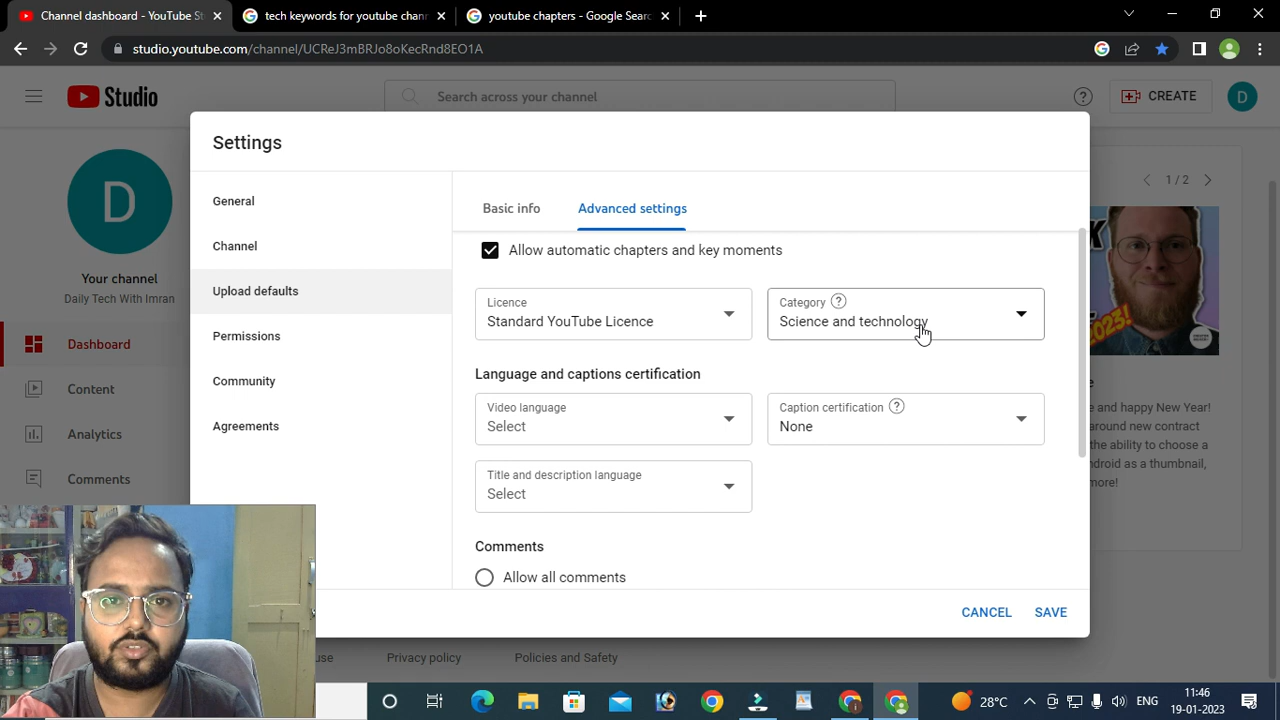 Channel dashboard - YouTube St
tech keywords for youtube chan
youtube chapters - Google Searc
studio.youtube.com/channel/UCReJ3mBRJo8oKecRnd8EO1A
Studio
Search across your channel
CREATE
D
Settings
D
Your channel
Daily Tech With Imran
Dashboard
Content
Analytics
Comments
General
Channel
Upload defaults
Permissions
Community
Agreements
Basic info
Advanced settings
Allow automatic chapters and key moments
Licence
Standard YouTube Licence
Category
Science and technology
Language and captions certification
Video language
Select
Caption certification
None
Title and description language
Select
Comments
Allow all comments
CANCEL
SAVE
1 / 2
2023!
e
e and happy New Year!
around new contract
the ability to choose a
ndroid as a thumbnail,
more!
use
Privacy policy
Policies and Safety
28°C
ENG
11:46
19-01-2023